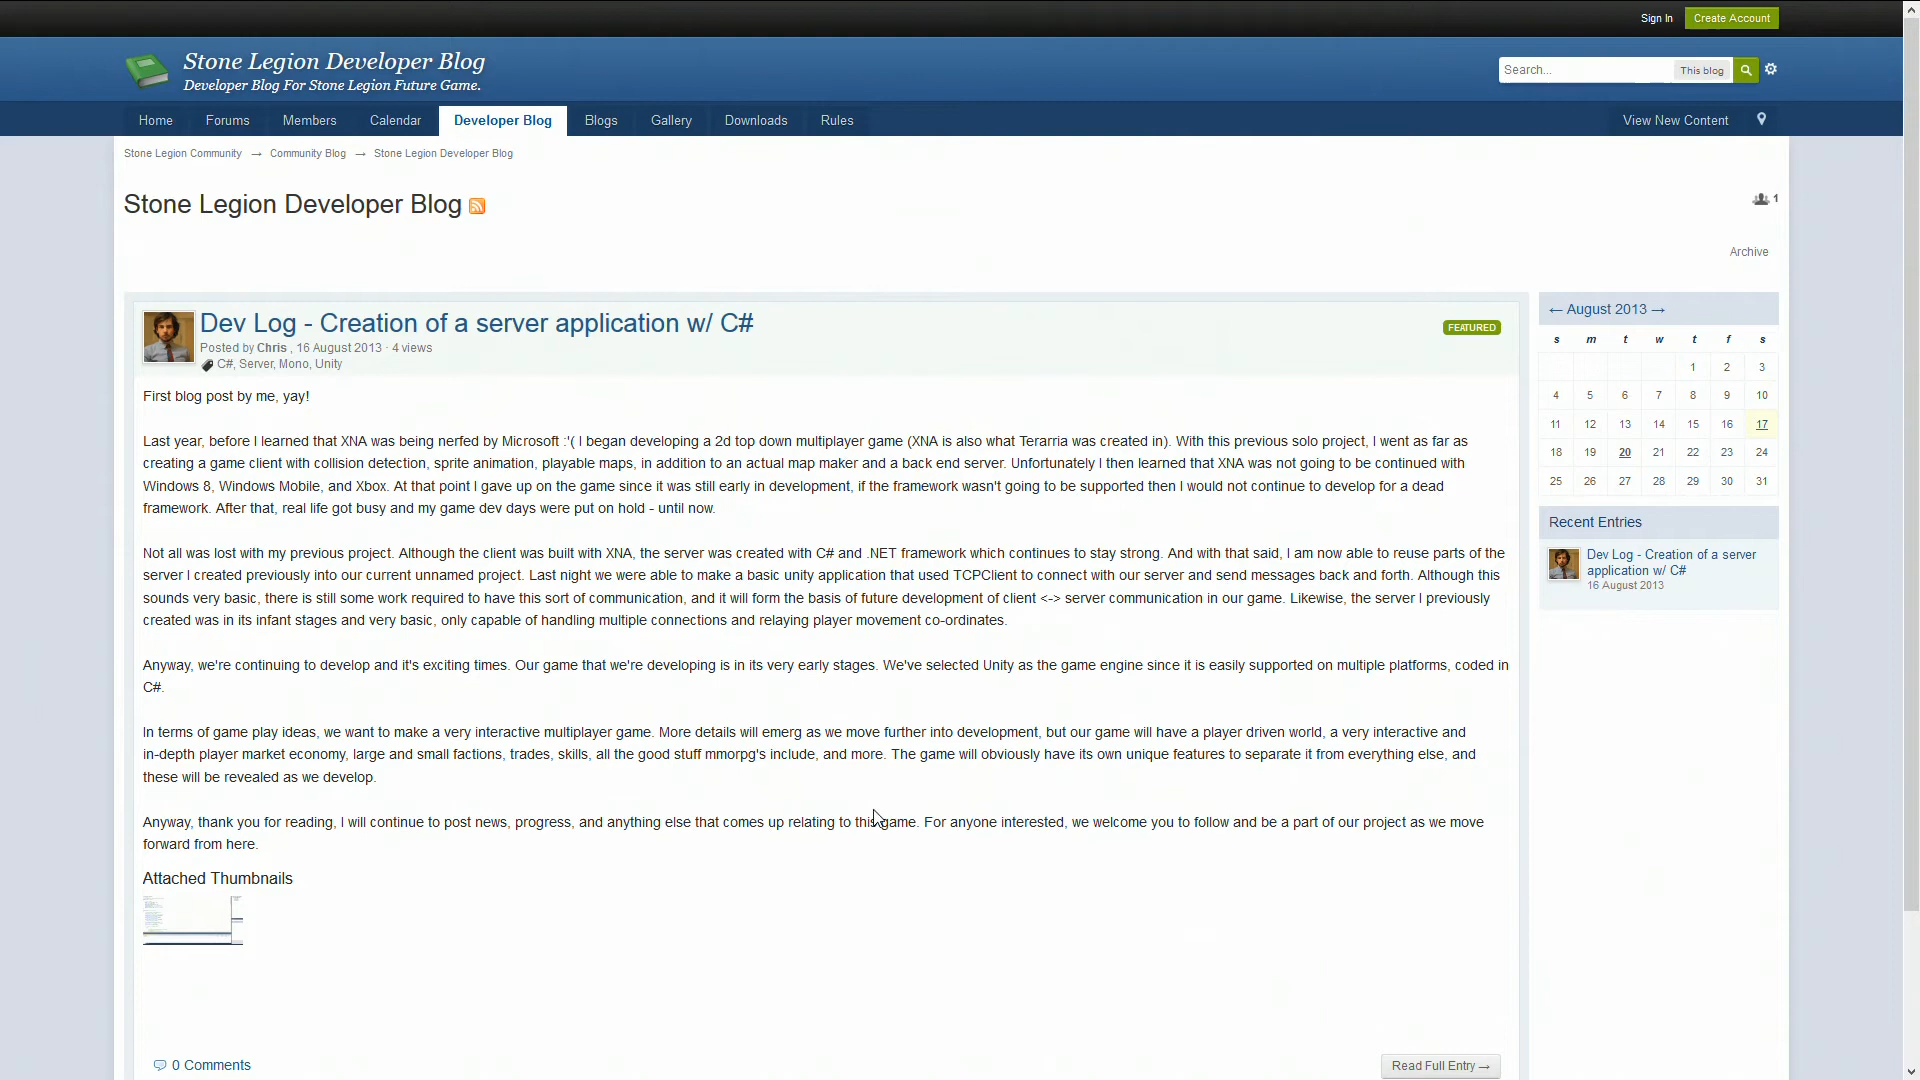 Sign In
Create Account
Stone Legion Developer Blog
Developer Blog For Stone Legion Future Game.
Search...
This blog
Home
Forums
Members
Calendar
Developer Blog
Blogs
Gallery
Downloads
Rules
View New Content
Stone Legion Community → Community Blog → Stone Legion Developer Blog
Stone Legion Developer Blog
1
Archive
Dev Log - Creation of a server application w/ C#
FEATURED
Posted by Chris , 16 August 2013 · 4 views
C#, Server, Mono, Unity
First blog post by me, yay!
Last year, before I learned that XNA was being nerfed by Microsoft :'( I began developing a 2d top down multiplayer game (XNA is also what Terarria was created in). With this previous solo project, I went as far as
creating a game client with collision detection, sprite animation, playable maps, in addition to an actual map maker and a back end server. Unfortunately I then learned that XNA was not going to be continued with
Windows 8, Windows Mobile, and Xbox. At that point I gave up on the game since it was still early in development, if the framework wasn't going to be supported then I would not continue to develop for a dead
framework. After that, real life got busy and my game dev days were put on hold - until now.
Not all was lost with my previous project. Although the client was built with XNA, the server was created with C# and .NET framework which continues to stay strong. And with that said, I am now able to reuse parts of the
server I created previously into our current unnamed project. Last night we were able to make a basic unity application that used TCPClient to connect with our server and send messages back and forth. Although this
sounds very basic, there is still some work required to have this sort of communication, and it will form the basis of future development of client <-> server communication in our game. Likewise, the server I previously
created was in its infant stages and very basic, only capable of handling multiple connections and relaying player movement co-ordinates.
Anyway, we're continuing to develop and it's exciting times. Our game that we're developing is in its very early stages. We've selected Unity as the game engine since it is easily supported on multiple platforms, coded in
C#.
In terms of game play ideas, we want to make a very interactive multiplayer game. More details will emerg as we move further into development, but our game will have a player driven world, a very interactive and
in-depth player market economy, large and small factions, trades, skills, all the good stuff mmorpg's include, and more. The game will obviously have its own unique features to separate it from everything else, and
these will be revealed as we develop.
Anyway, thank you for reading, I will continue to post news, progress, and anything else that comes up relating to this game. For anyone interested, we welcome you to follow and be a part of our project as we move
forward from here.
Attached Thumbnails
0 Comments
Read Full Entry →
← August 2013 →
s m t w t f s
1 2 3
4 5 6 7 8 9 10
11 12 13 14 15 16 17
18 19 20 21 22 23 24
25 26 27 28 29 30 31
Recent Entries
Dev Log - Creation of a server
application w/ C#
16 August 2013